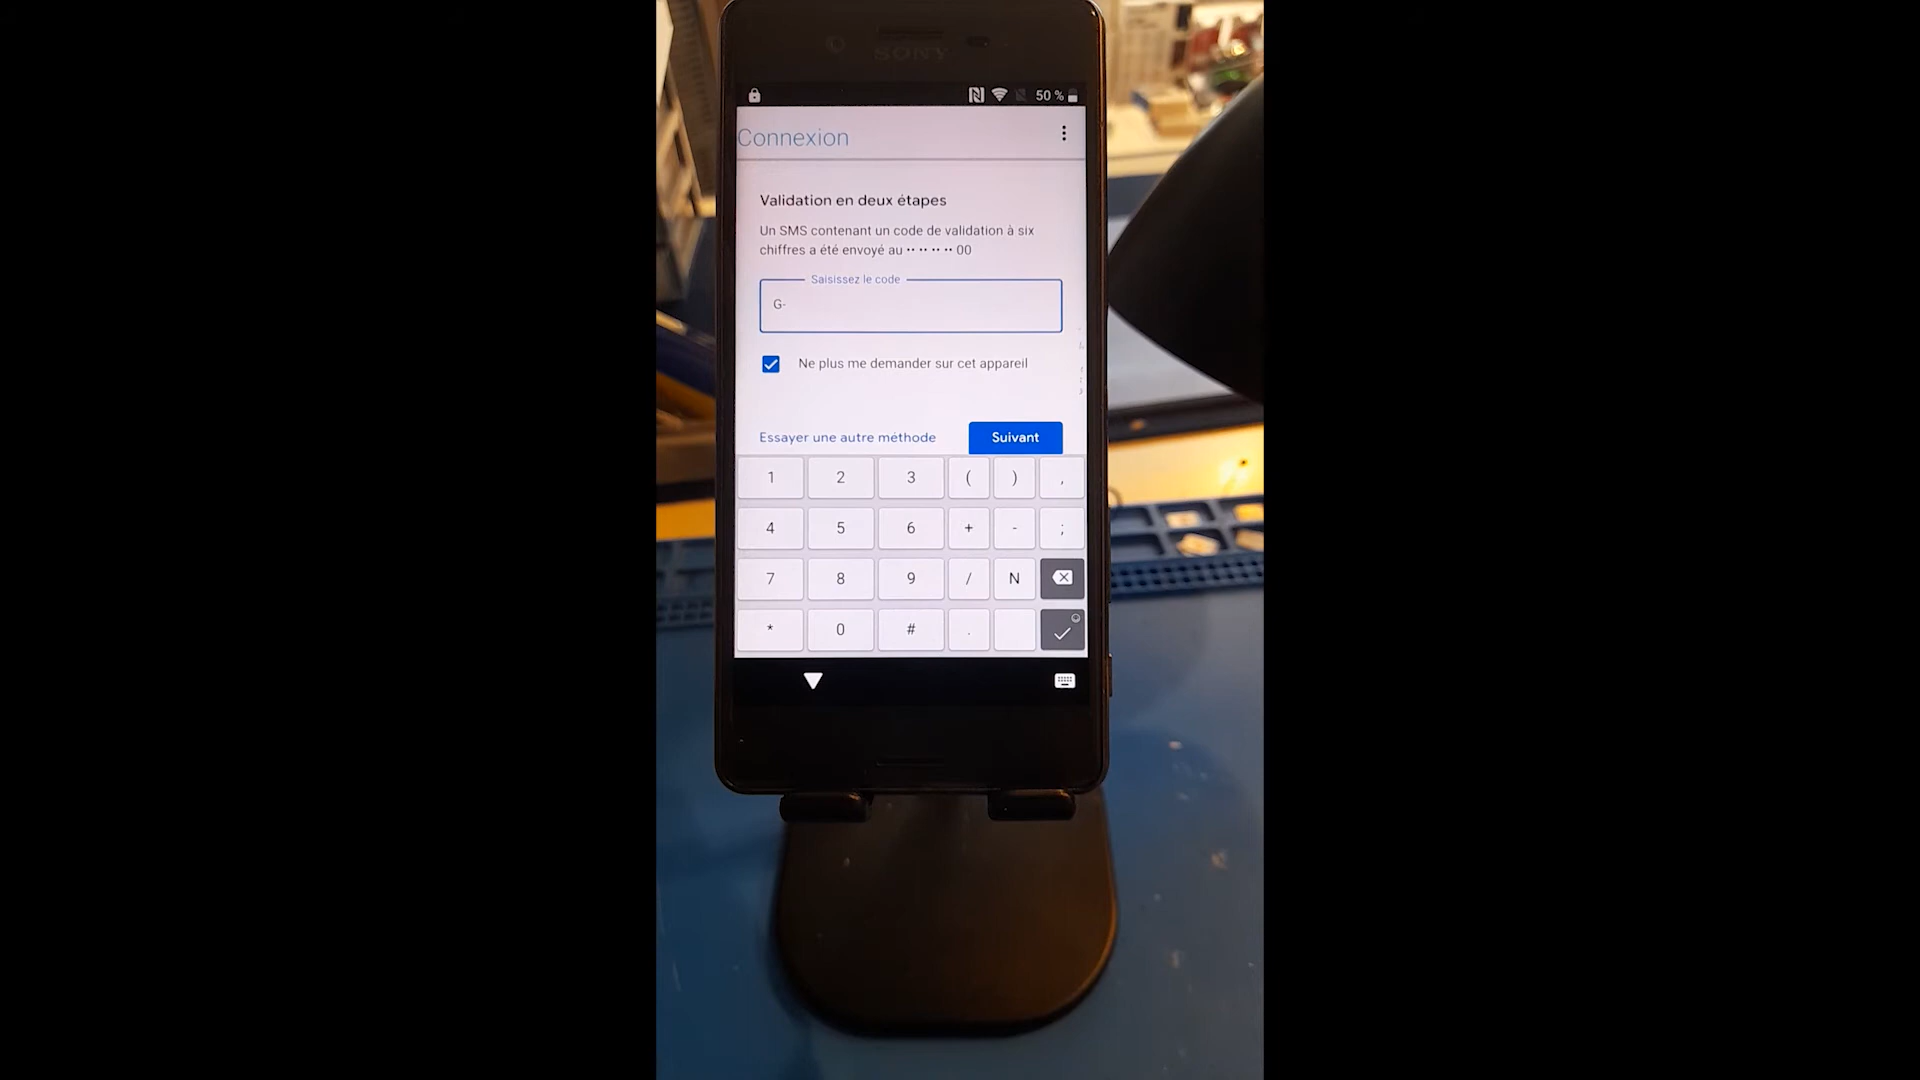 SONY
50 %
Connexion
Validation en deux étapes
Un SMS contenant un code de validation à six
chiffres a été envoyé au •• •• •• •• 00
Saisissez le code
G-
Ne plus me demander sur cet appareil
Essayer une autre méthode
Suivant
1 2 3 ( ) ,
4 5 6 + - ;
7 8 9 / N
* 0 # .